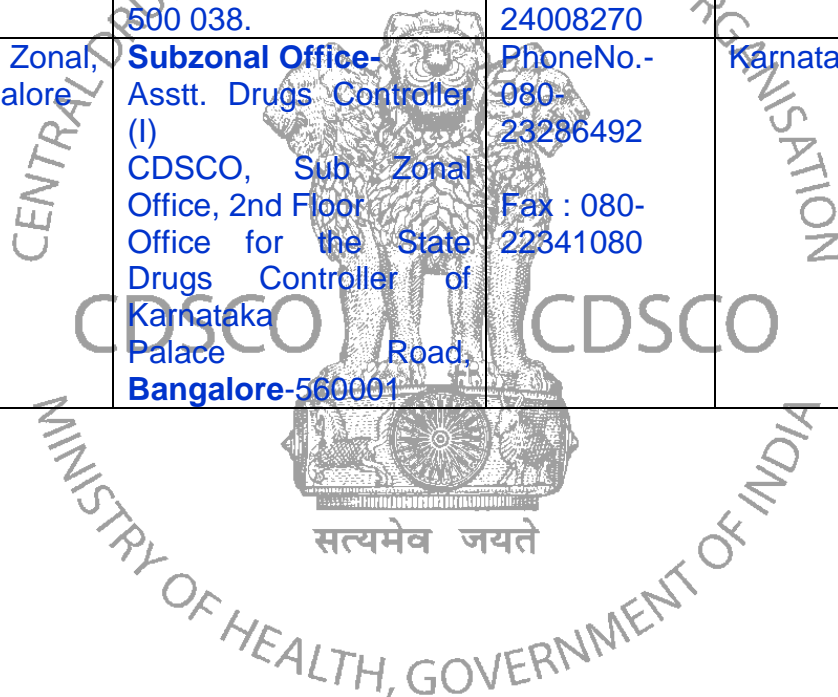 500 038.
24008270
Zonal,
alore
Subzonal Office-
Asstt. Drugs Controller
(I)
CDSCO, Sub Zonal
Office, 2nd Floor
Office for the State
Drugs Controller of
Karnataka
Palace Road,
Bangalore-560001
PhoneNo.-
080-
23286492
Fax : 080-
22341080
Karnata
CENTRAL DRU
RGANISATION
CDSCO
CDSCO
सत्यमेव जयते
MINISTRY OF HEALTH, GOVERNMENT OF INDIA